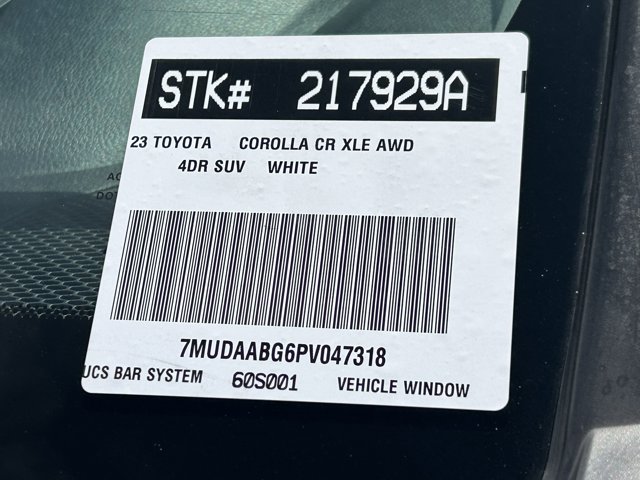 STK# 217929A
23 TOYOTA COROLLA CR XLE AWD
4DR SUV WHITE
7MUDAABG6PV047318
UCS BAR SYSTEM 60S001 VEHICLE WINDOW